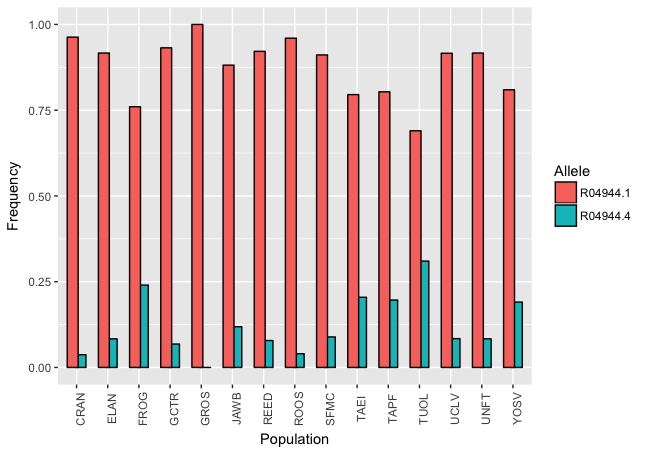 1.00
0.75
0.50
0.25
0.00
Frequency
CRAN
ELAN
FROG
GCTR
GROS
JAWB
REED
ROOS
SFMC
TAEI
TAPF
TUOL
UCLV
UNFT
YOSV
Population
Allele
R04944.1
R04944.4